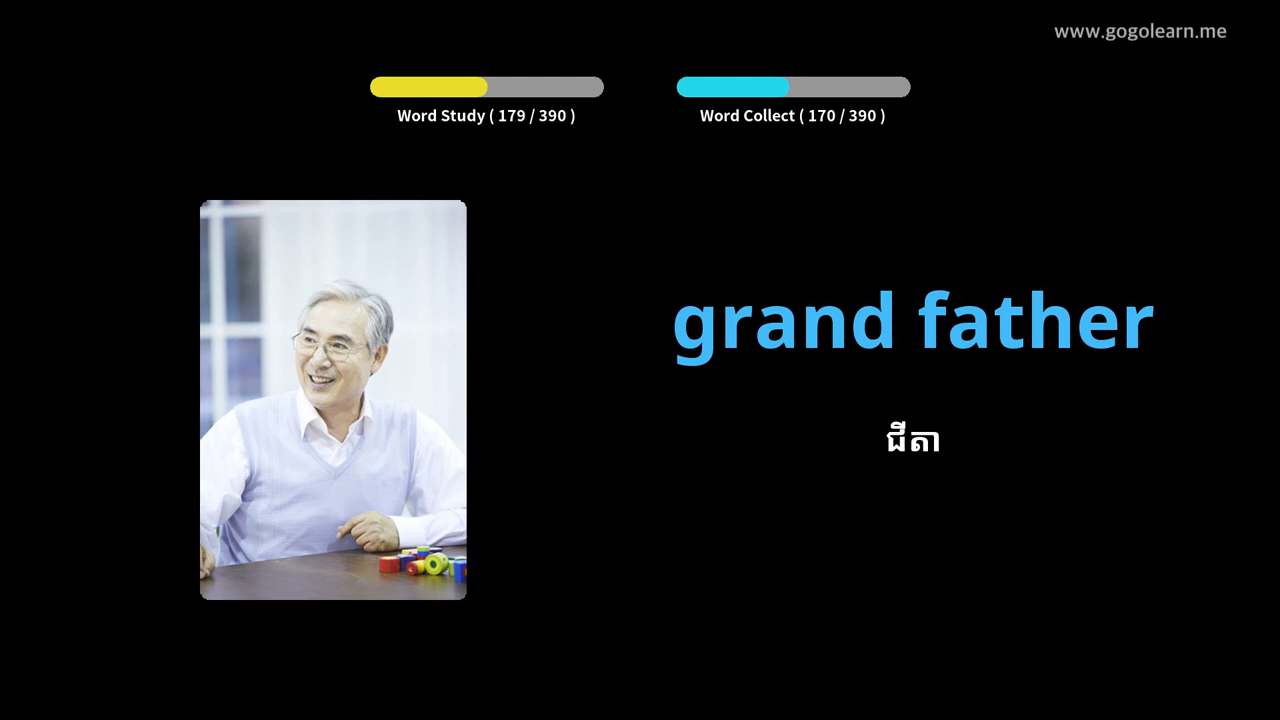 www.gogolearn.me
Word Study ( 179 / 390 )
Word Collect ( 170 / 390 )
grand father
ជីតា